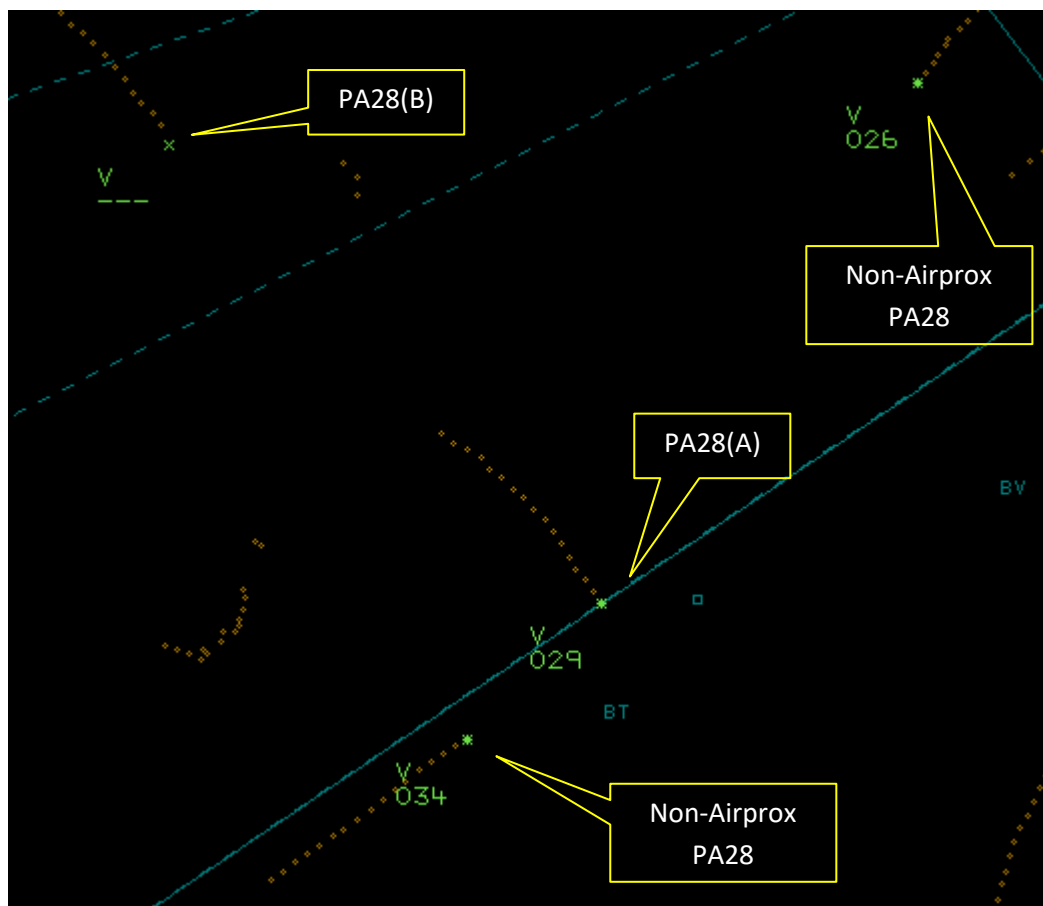 PA28(B)
V
---
V
026
Non-Airprox
PA28
PA28(A)
BV
V
029
BT
V
034
Non-Airprox
PA28